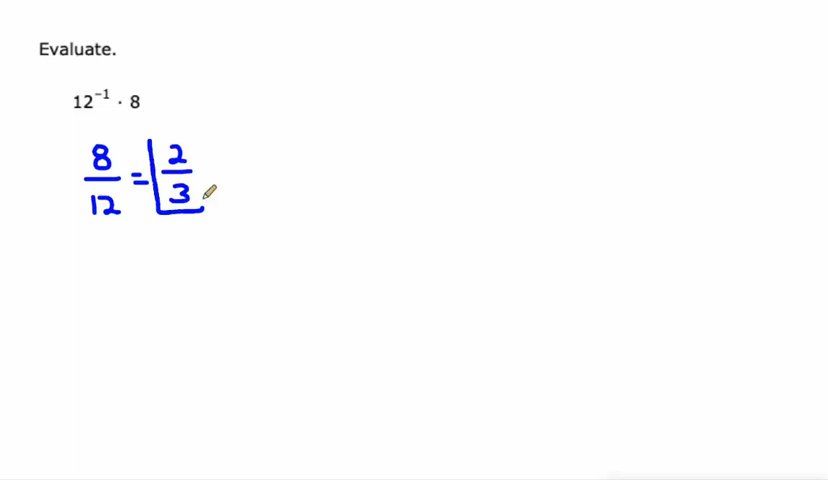 Evaluate.
12⁻¹ · 8
8/12 = 2/3